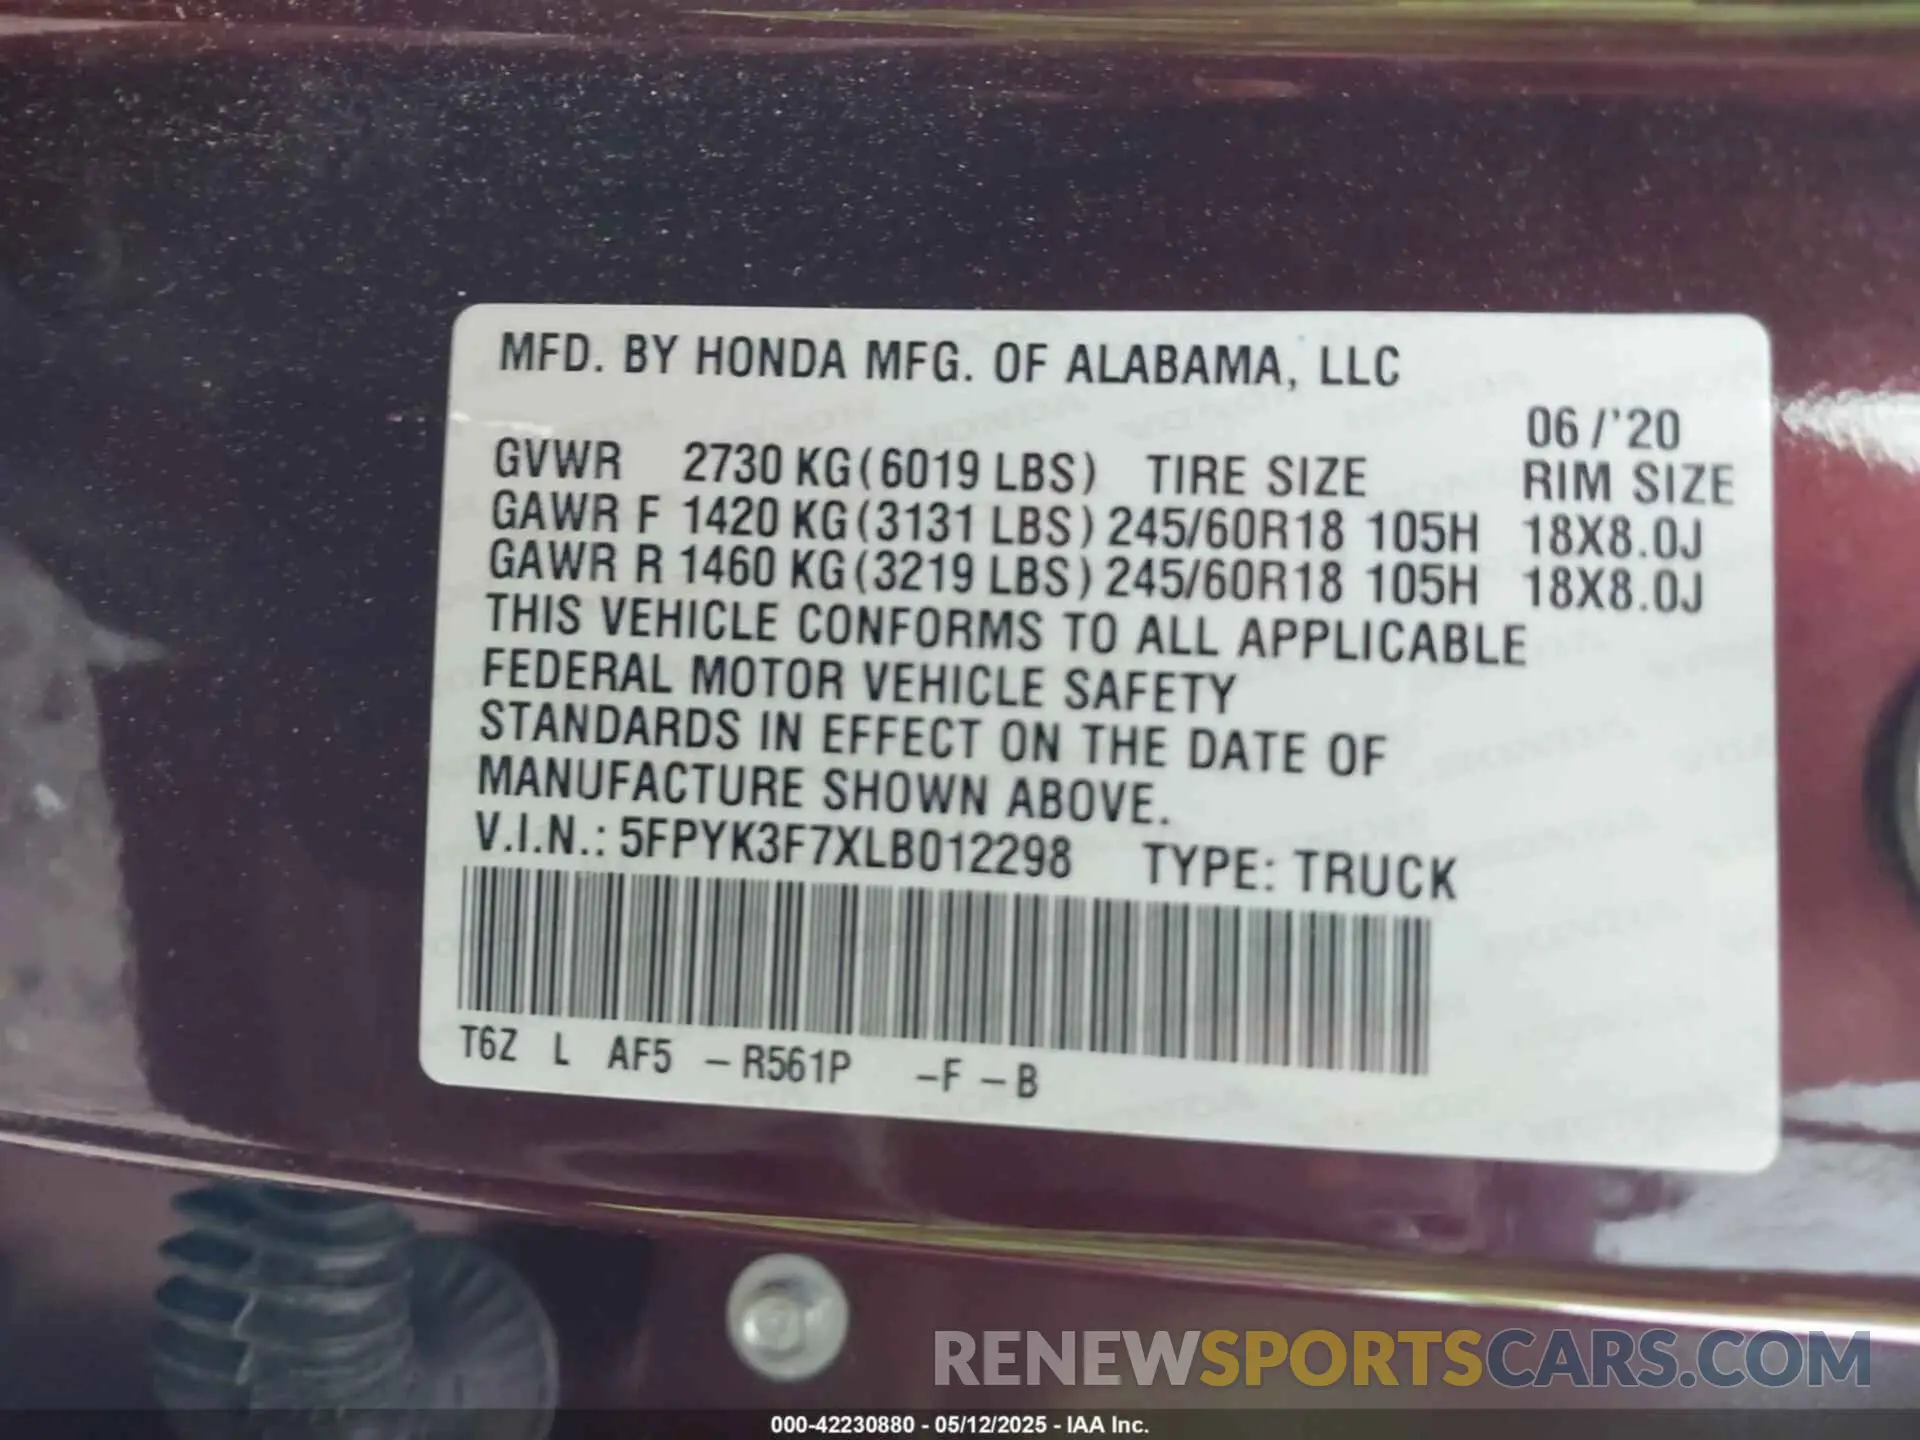 MFD. BY HONDA MFG. OF ALABAMA, LLC
06/'20
GVWR 2730 KG(6019 LBS) TIRE SIZE RIM SIZE
GAWR F 1420 KG(3131 LBS) 245/60R18 105H 18X8.0J
GAWR R 1460 KG(3219 LBS) 245/60R18 105H 18X8.0J
THIS VEHICLE CONFORMS TO ALL APPLICABLE
FEDERAL MOTOR VEHICLE SAFETY
STANDARDS IN EFFECT ON THE DATE OF
MANUFACTURE SHOWN ABOVE.
V.I.N.: 5FPYK3F7XLB012298 TYPE: TRUCK
T6Z L AF5 -R561P -F -B
RENEWSPORTSCARS.COM
000-42230880 - 05/12/2025 - IAA Inc.